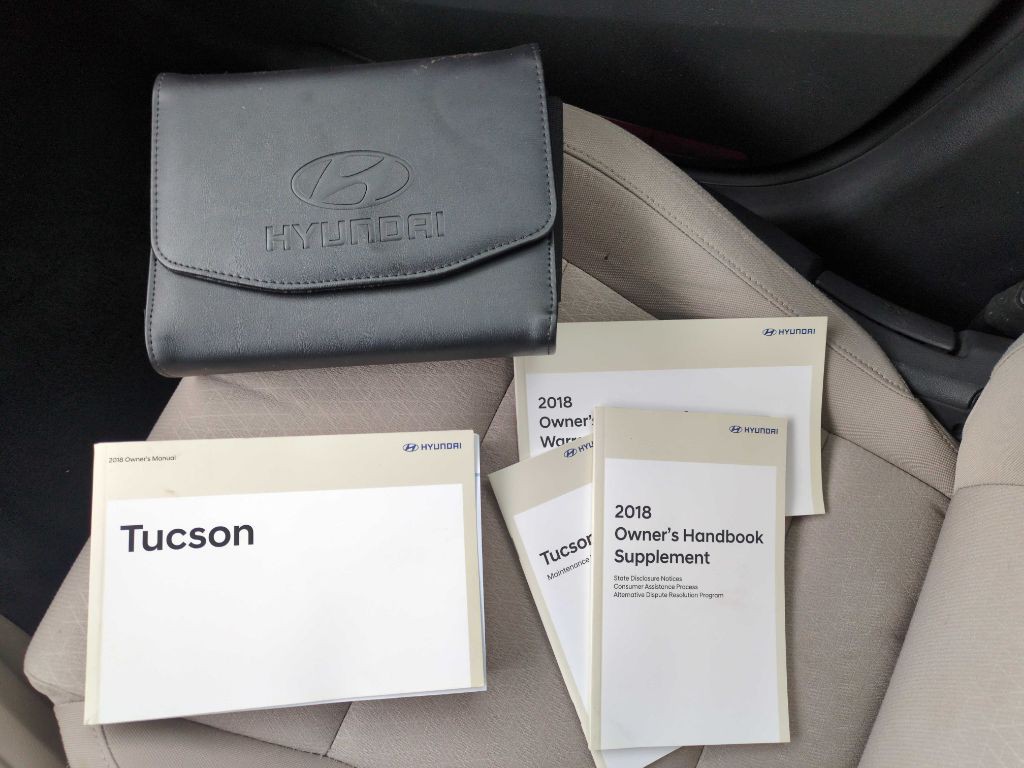 HYUNDAI
HYUNDAI
2018
Owner's
HYUNDAI
2018 Owner's Manual
Tucson
HYUNDAI
Tucson
Maintenance
HYUNDAI
2018
Owner's Handbook
Supplement
State Disclosure Notices
Consumer Assistance Process
Alternative Dispute Resolution Program